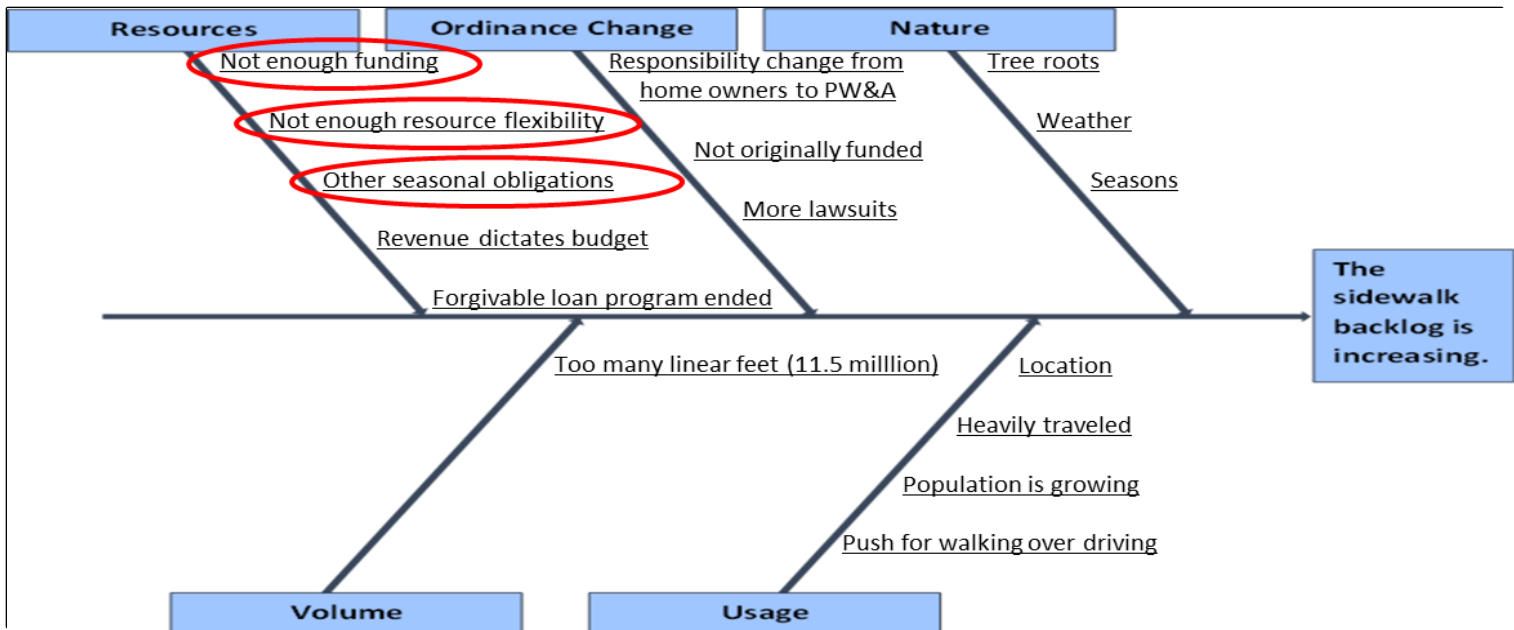 Resources
Ordinance Change
Nature
Not enough funding
Not enough resource flexibility
Other seasonal obligations
Revenue dictates budget
Forgivable loan program ended
Responsibility change from
home owners to PW&A
Not originally funded
More lawsuits
Tree roots
Weather
Seasons
The
sidewalk
backlog is
increasing.
Too many linear feet (11.5 milllion)
Location
Heavily traveled
Population is growing
Push for walking over driving
Volume
Usage